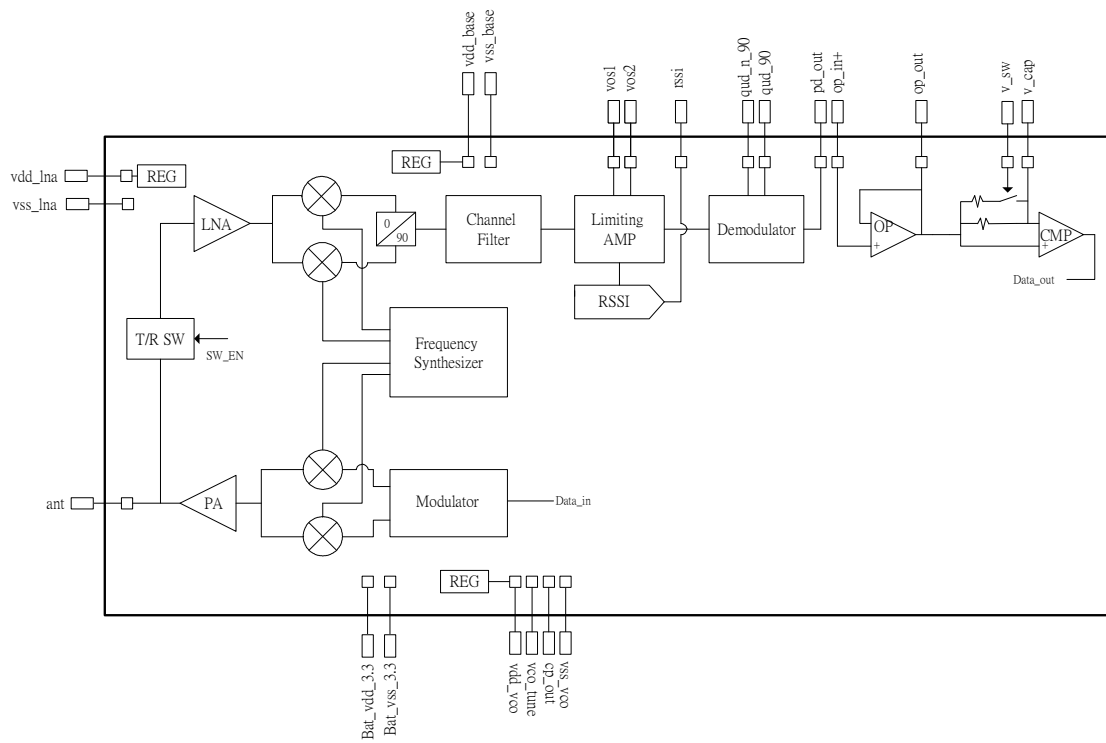 vdd_base
vss_base
vos1
vos2
rssi
qud_n_90
qud_90
pd_out
op_in+
op_out
v_sw
v_cap
vdd_lna
REG
REG
vss_lna
LNA
0
90
Channel
Filter
Limiting
AMP
Demodulator
OP
+
CMP
+
Data_out
RSSI
T/R SW
SW_EN
Frequency
Synthesizer
ant
PA
Modulator
Data_in
REG
Bat_vdd_3.3
Bat_vss_3.3
vdd_vco
vco_tune
cp_out
vss_vco